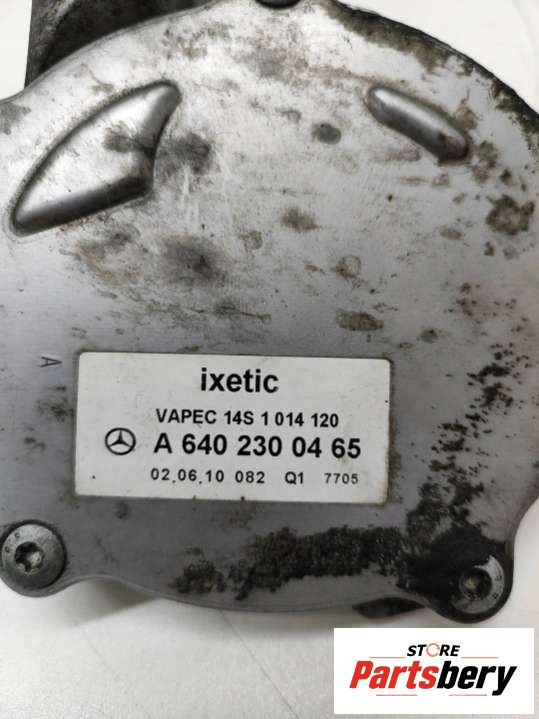 A
ixetic
VAPEC 14S 1 014 120
A 640 230 04 65
02.06.10 082 Q1 7705
STORE
Partsbery